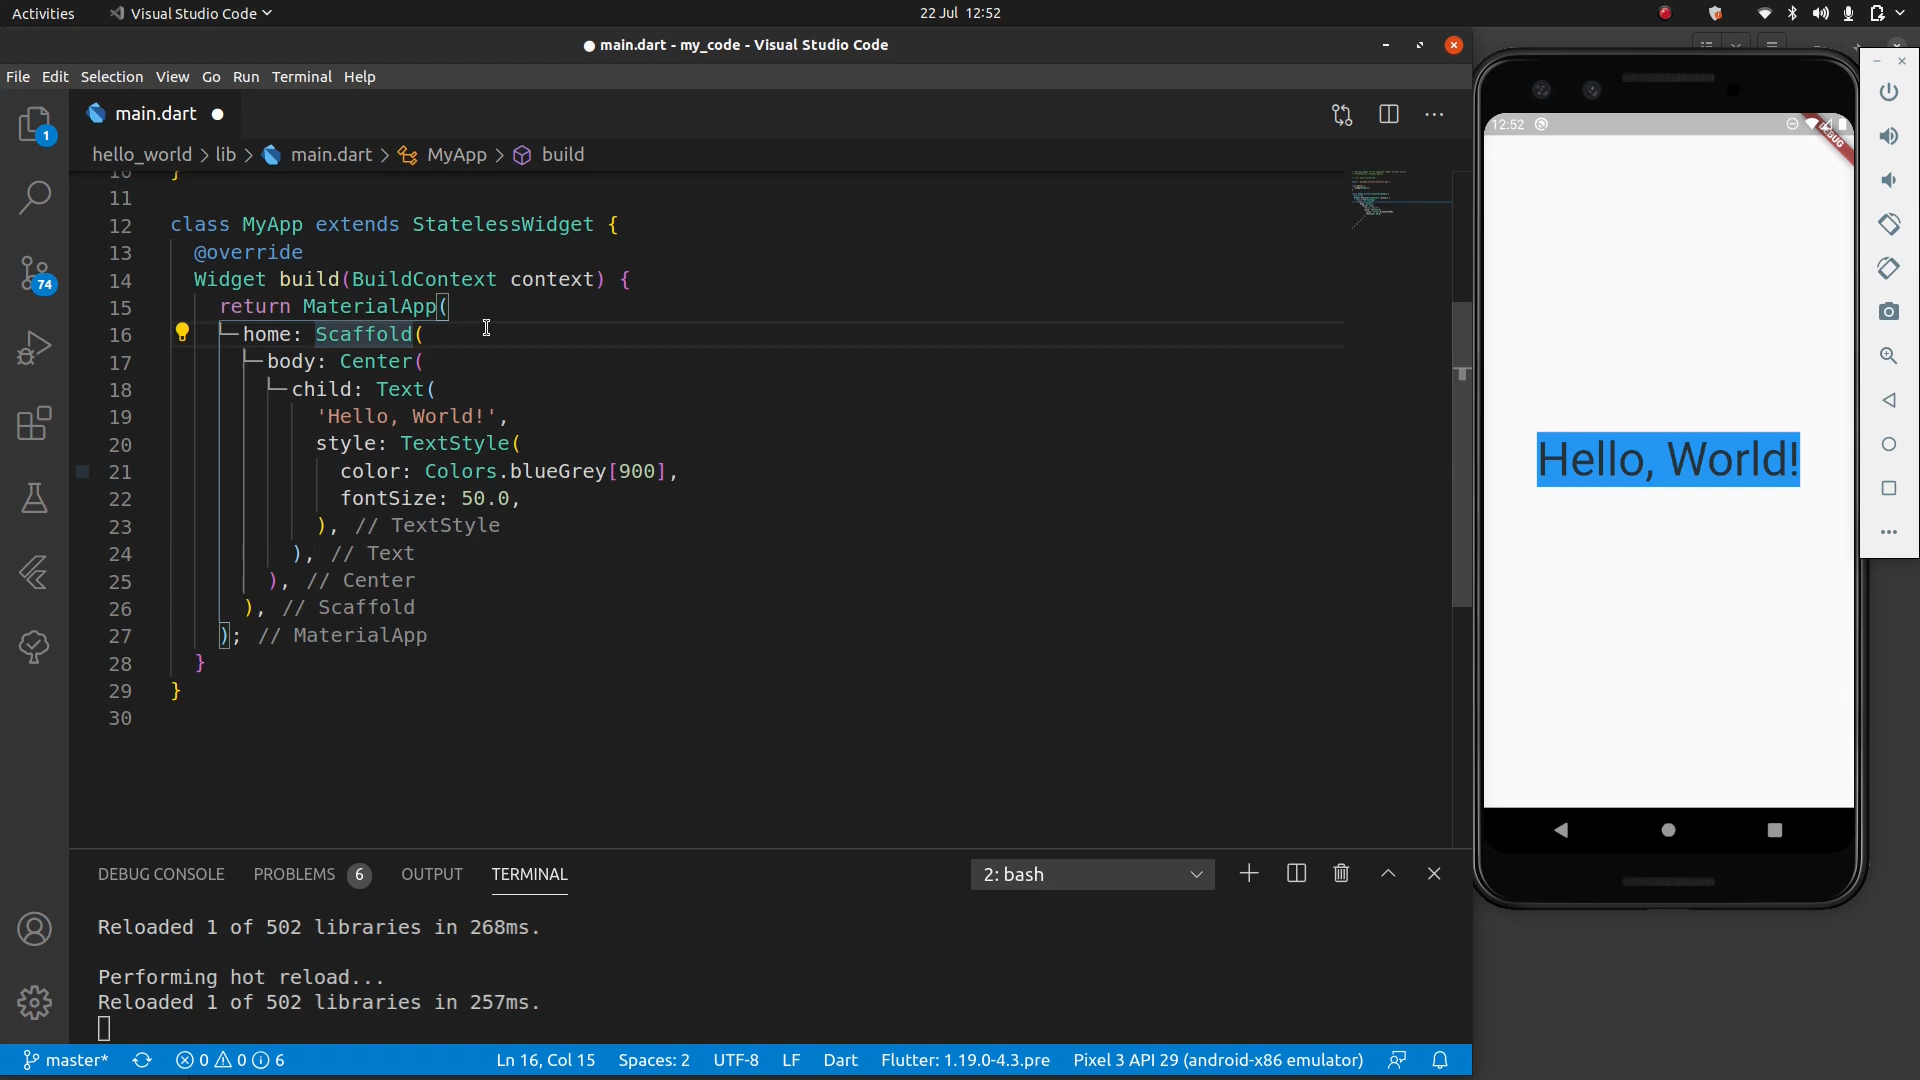 Activities
Visual Studio Code
22 Jul 12:52
● main.dart - my_code - Visual Studio Code
File Edit Selection View Go Run Terminal Help
1
main.dart
hello_world > lib > main.dart > MyApp > build
10 }
11
12 class MyApp extends StatelessWidget {
13 @override
14 Widget build(BuildContext context) {
15 return MaterialApp(
16 home: Scaffold(
17 body: Center(
18 child: Text(
19 'Hello, World!',
20 style: TextStyle(
21 color: Colors.blueGrey[900],
22 fontSize: 50.0,
23 ), // TextStyle
24 ), // Text
25 ), // Center
26 ), // Scaffold
27 ); // MaterialApp
28 }
29 }
30
74
DEBUG CONSOLE PROBLEMS 6 OUTPUT TERMINAL
2: bash
Reloaded 1 of 502 libraries in 268ms.
Performing hot reload...
Reloaded 1 of 502 libraries in 257ms.
master* 0 0 6 Ln 16, Col 15 Spaces: 2 UTF-8 LF Dart Flutter: 1.19.0-4.3.pre Pixel 3 API 29 (android-x86 emulator)
12:52
DEBUG
Hello, World!